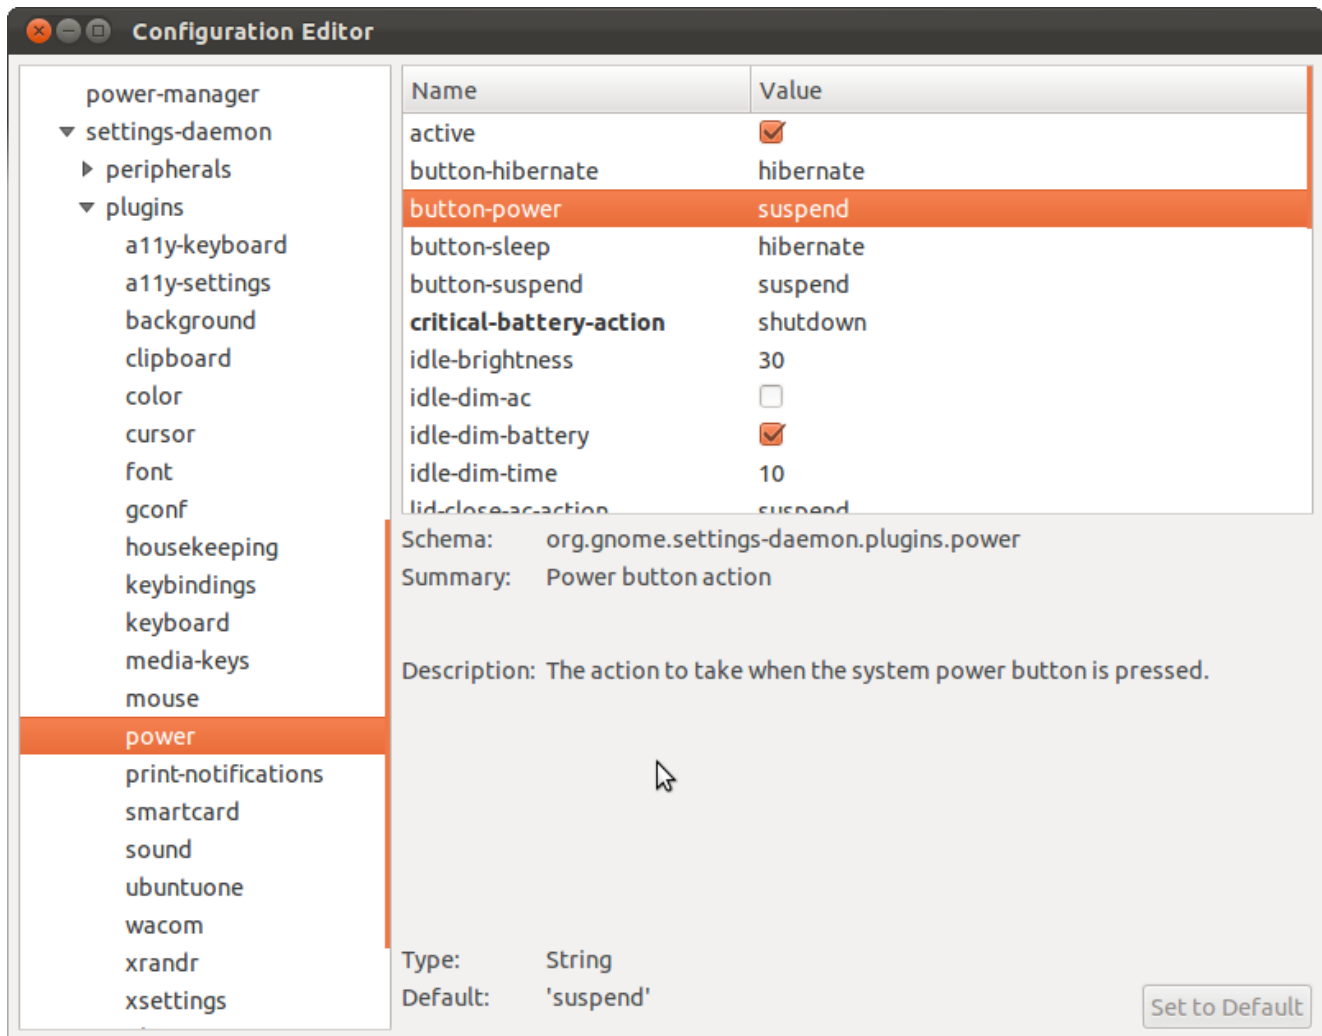 Configuration Editor
power-manager
settings-daemon
peripherals
plugins
a11y-keyboard
a11y-settings
background
clipboard
color
cursor
font
gconf
housekeeping
keybindings
keyboard
media-keys
mouse
power
print-notifications
smartcard
sound
ubuntuone
wacom
xrandr
xsettings
Name Value
active
button-hibernate hibernate
button-power suspend
button-sleep hibernate
button-suspend suspend
critical-battery-action shutdown
idle-brightness 30
idle-dim-ac
idle-dim-battery
idle-dim-time 10
lid-close-ac-action suspend
Schema: org.gnome.settings-daemon.plugins.power
Summary: Power button action
Description: The action to take when the system power button is pressed.
Type: String
Default: 'suspend'
Set to Default